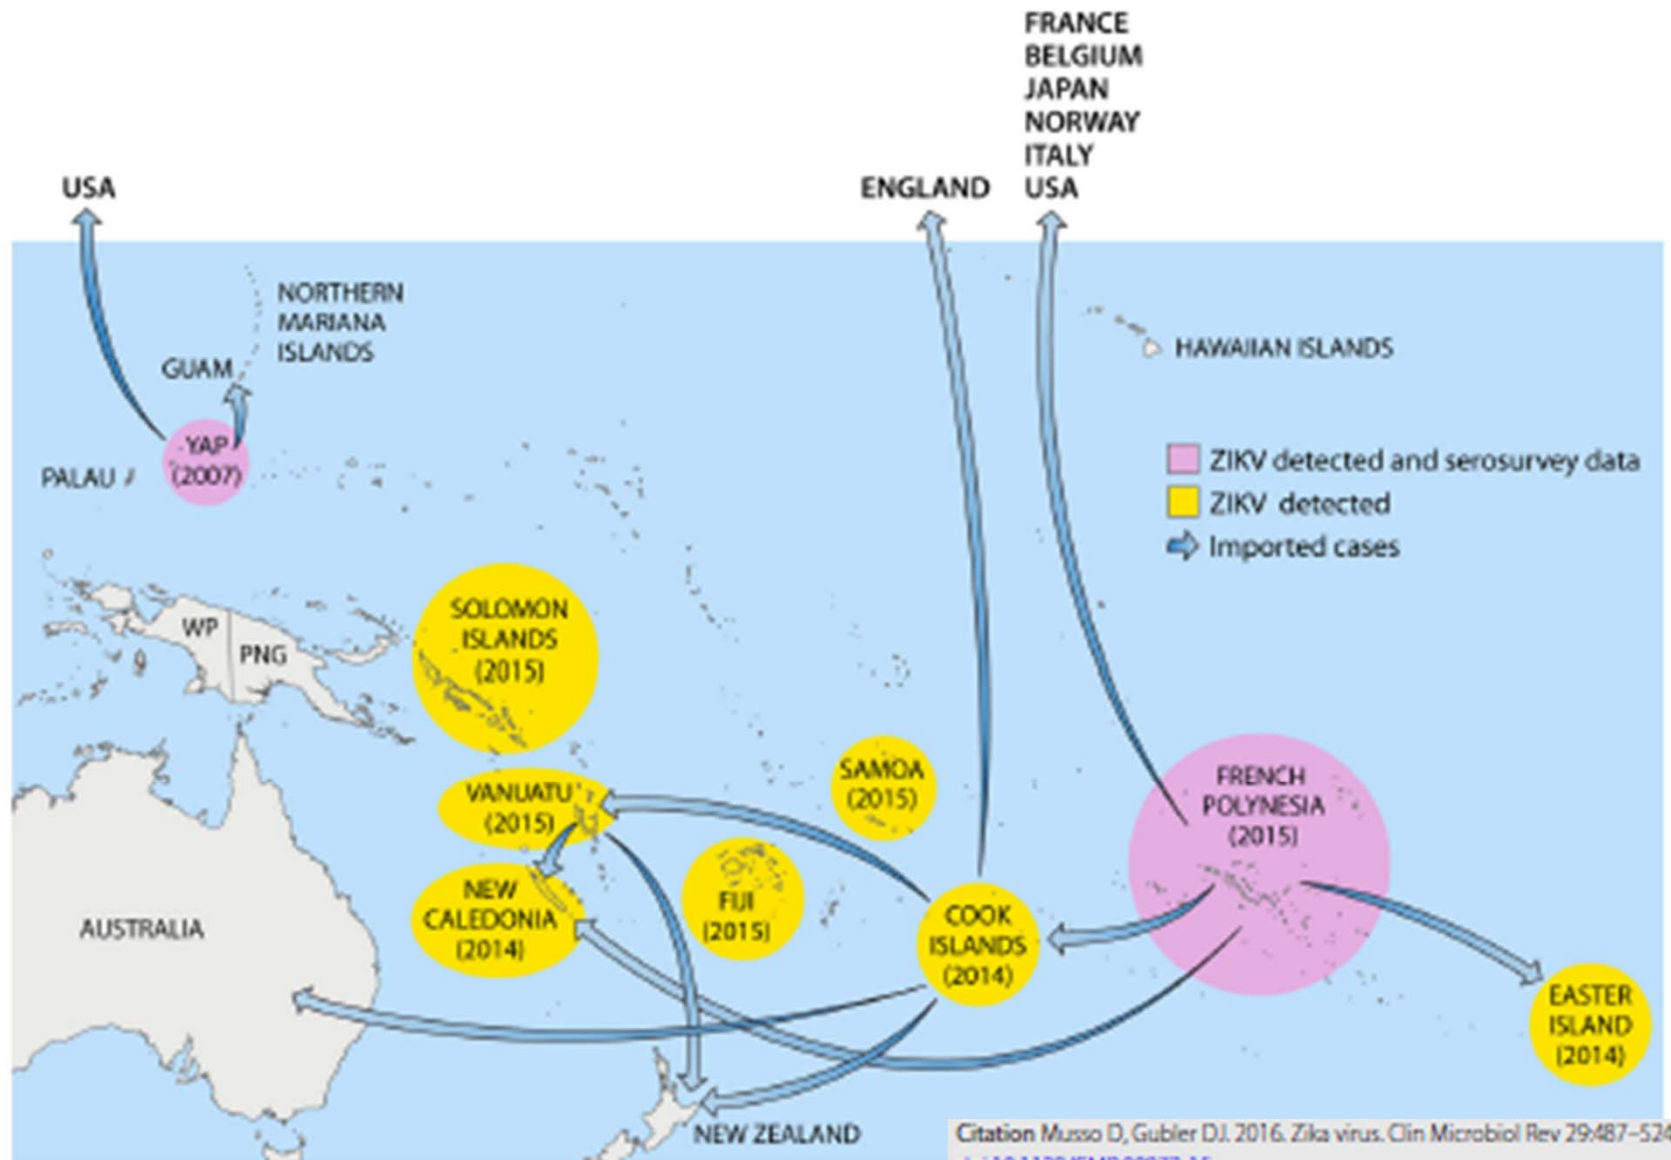 FRANCE
BELGIUM
JAPAN
NORWAY
ITALY
USA
ENGLAND
USA
NORTHERN
MARIANA
ISLANDS
GUAM
HAWAIIAN ISLANDS
YAP
(2007)
PALAU
ZIKV detected and serosurvey data
ZIKV detected
Imported cases
SOLOMON
ISLANDS
(2015)
WP
PNG
SAMOA
(2015)
FRENCH
POLYNESIA
(2015)
VANUATU
(2015)
NEW
CALEDONIA
(2014)
FIJI
(2015)
COOK
ISLANDS
(2014)
AUSTRALIA
EASTER
ISLAND
(2014)
NEW ZEALAND
Citation Musso D, Gubler DJ. 2016. Zika virus. Clin Microbiol Rev 29:487–524